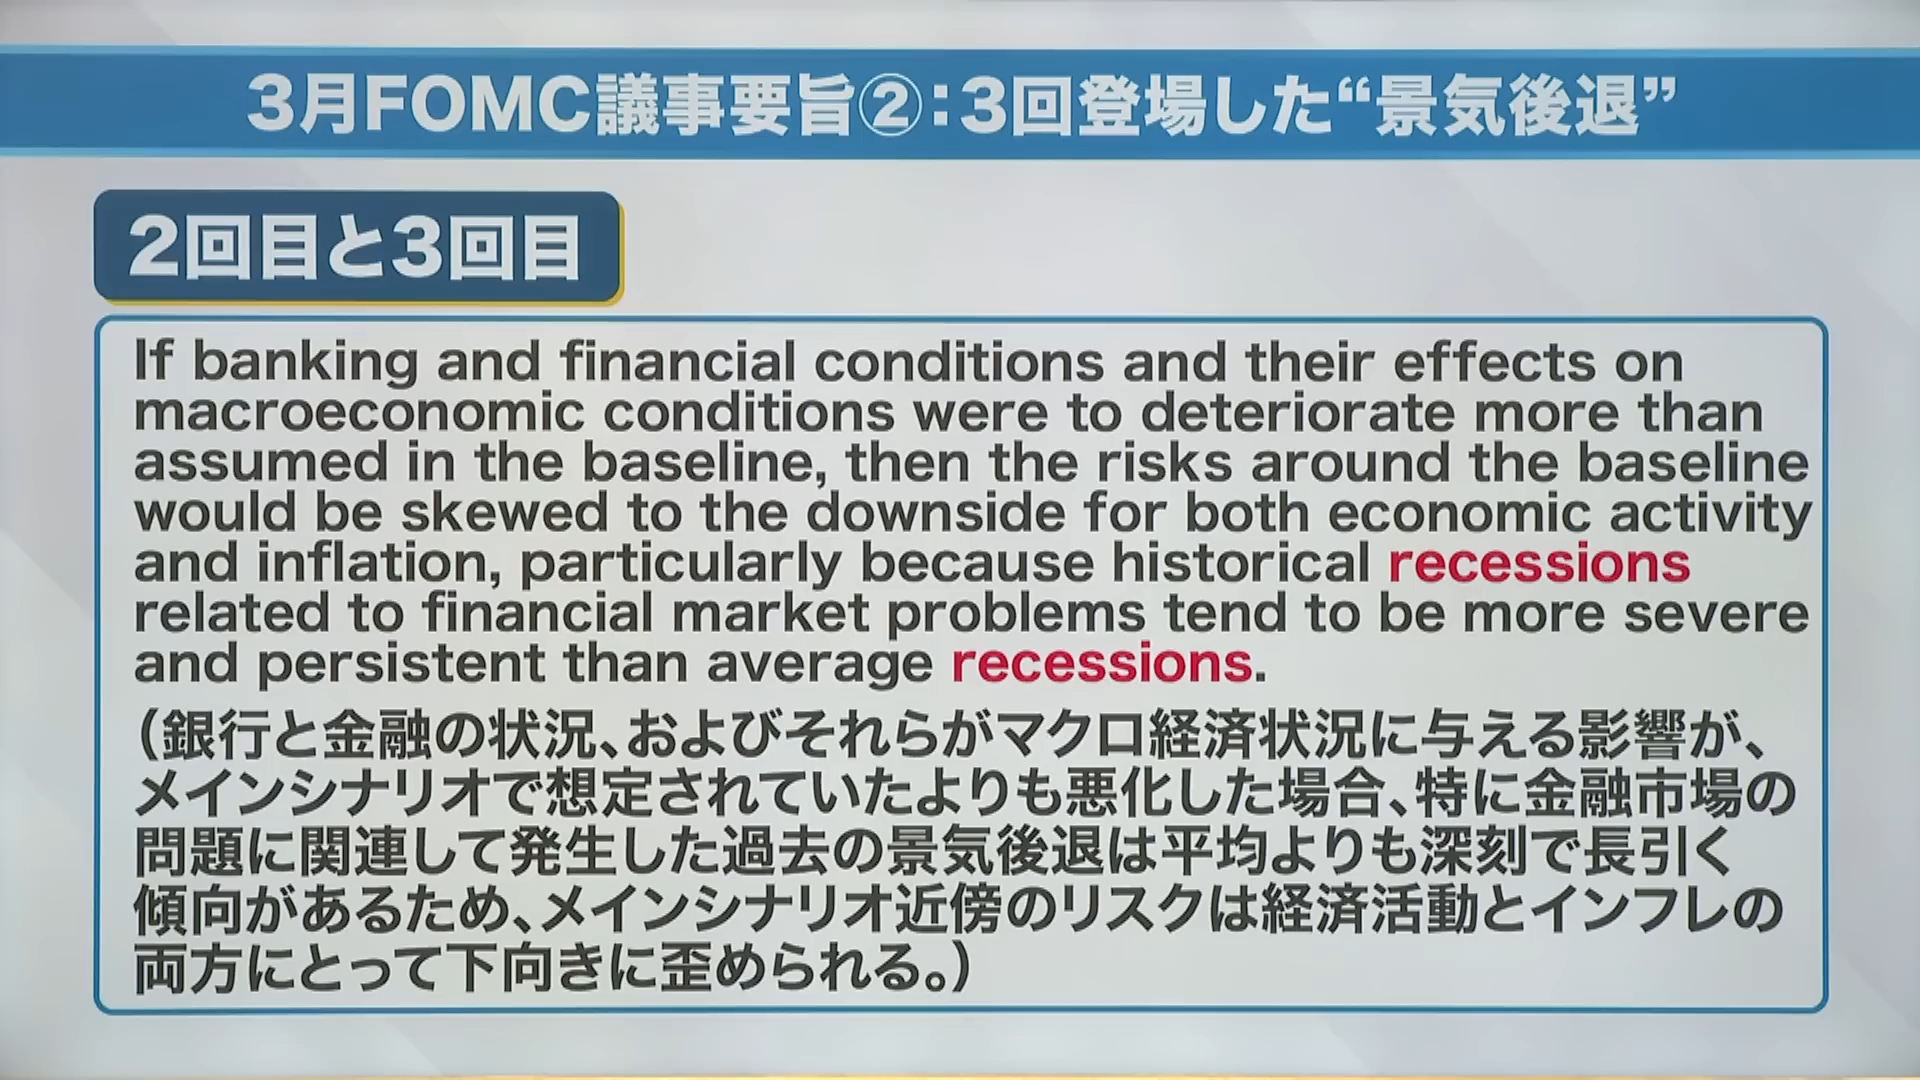 3月FOMC議事要旨②:3回登場した“景気後退”
2回目と3回目
If banking and financial conditions and their effects on
macroeconomic conditions were to deteriorate more than
assumed in the baseline, then the risks around the baseline
would be skewed to the downside for both economic activity
and inflation, particularly because historical recessions
related to financial market problems tend to be more severe
and persistent than average recessions.
(銀行と金融の状況、およびそれらがマクロ経済状況に与える影響が、
メインシナリオで想定されていたよりも悪化した場合、特に金融市場の
問題に関連して発生した過去の景気後退は平均よりも深刻で長引く
傾向があるため、メインシナリオ近傍のリスクは経済活動とインフレの
両方にとって下向きに歪められる。)